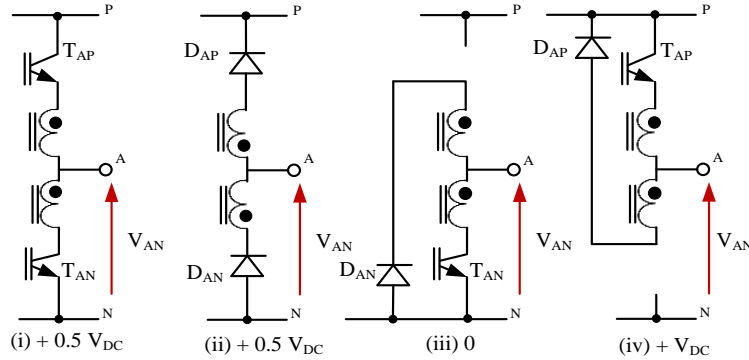 P
P
P
P
T_AP
D_AP
D_AP
T_AP
A
A
A
A
V_AN
V_AN
V_AN
V_AN
T_AN
D_AN
D_AN
T_AN
N
N
N
N
(i) + 0.5 V_DC
(ii) + 0.5 V_DC
(iii) 0
(iv) + V_DC